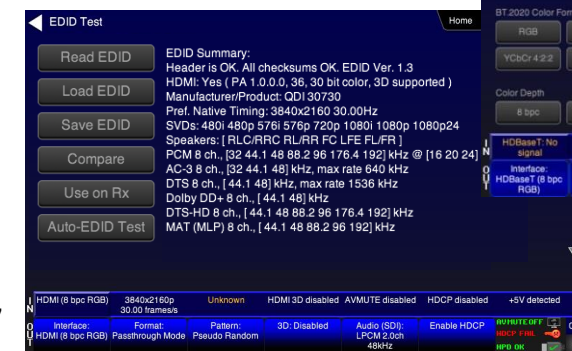 EDID Test
Home
Read EDID
Load EDID
Save EDID
Compare
Use on Rx
Auto-EDID Test
EDID Summary:
Header is OK. All checksums OK. EDID Ver. 1.3
HDMI: Yes ( PA 1.0.0.0, 36, 30 bit color, 3D supported )
Manufacturer/Product: QDI 30730
Pref. Native Timing: 3840x2160 30.00Hz
SVDs: 480i 480p 576i 576p 720p 1080i 1080p 1080p24
Speakers: [ RLC/RRC RL/RR FC LFE FL/FR ]
PCM 8 ch., [32 44.1 48 88.2 96 176.4 192] kHz @ [16 20 24]
AC-3 8 ch., [32 44.1 48] kHz, max rate 640 kHz
DTS 8 ch., [ 44.1 48] kHz, max rate 1536 kHz
Dolby DD+ 8 ch., [ 44.1 48] kHz
DTS-HD 8 ch., [ 44.1 48 88.2 96 176.4 192] kHz
MAT (MLP) 8 ch., [ 44.1 48 88.2 96 192] kHz
BT.2020 Color
RGB
YCbCr 4:2:2
Color Depth
8 bpc
IN
HDBaseT: No signal
OUT
Interface:
HDBaseT (8 bpc
RGB)
IN
HDMI (8 bpc RGB)
3840x2160p
30.00 frames/s
Unknown
HDMI 3D disabled
AVMUTE disabled
HDCP disabled
+5V detected
OUT
Interface:
HDMI (8 bpc RGB)
Format:
Passthrough Mode
Pattern:
Pseudo Random
3D: Disabled
Audio (SDI):
LPCM 2.0ch
48kHz
Enable HDCP
AVMUTE OFF
HDCP FAIL
HPD OK